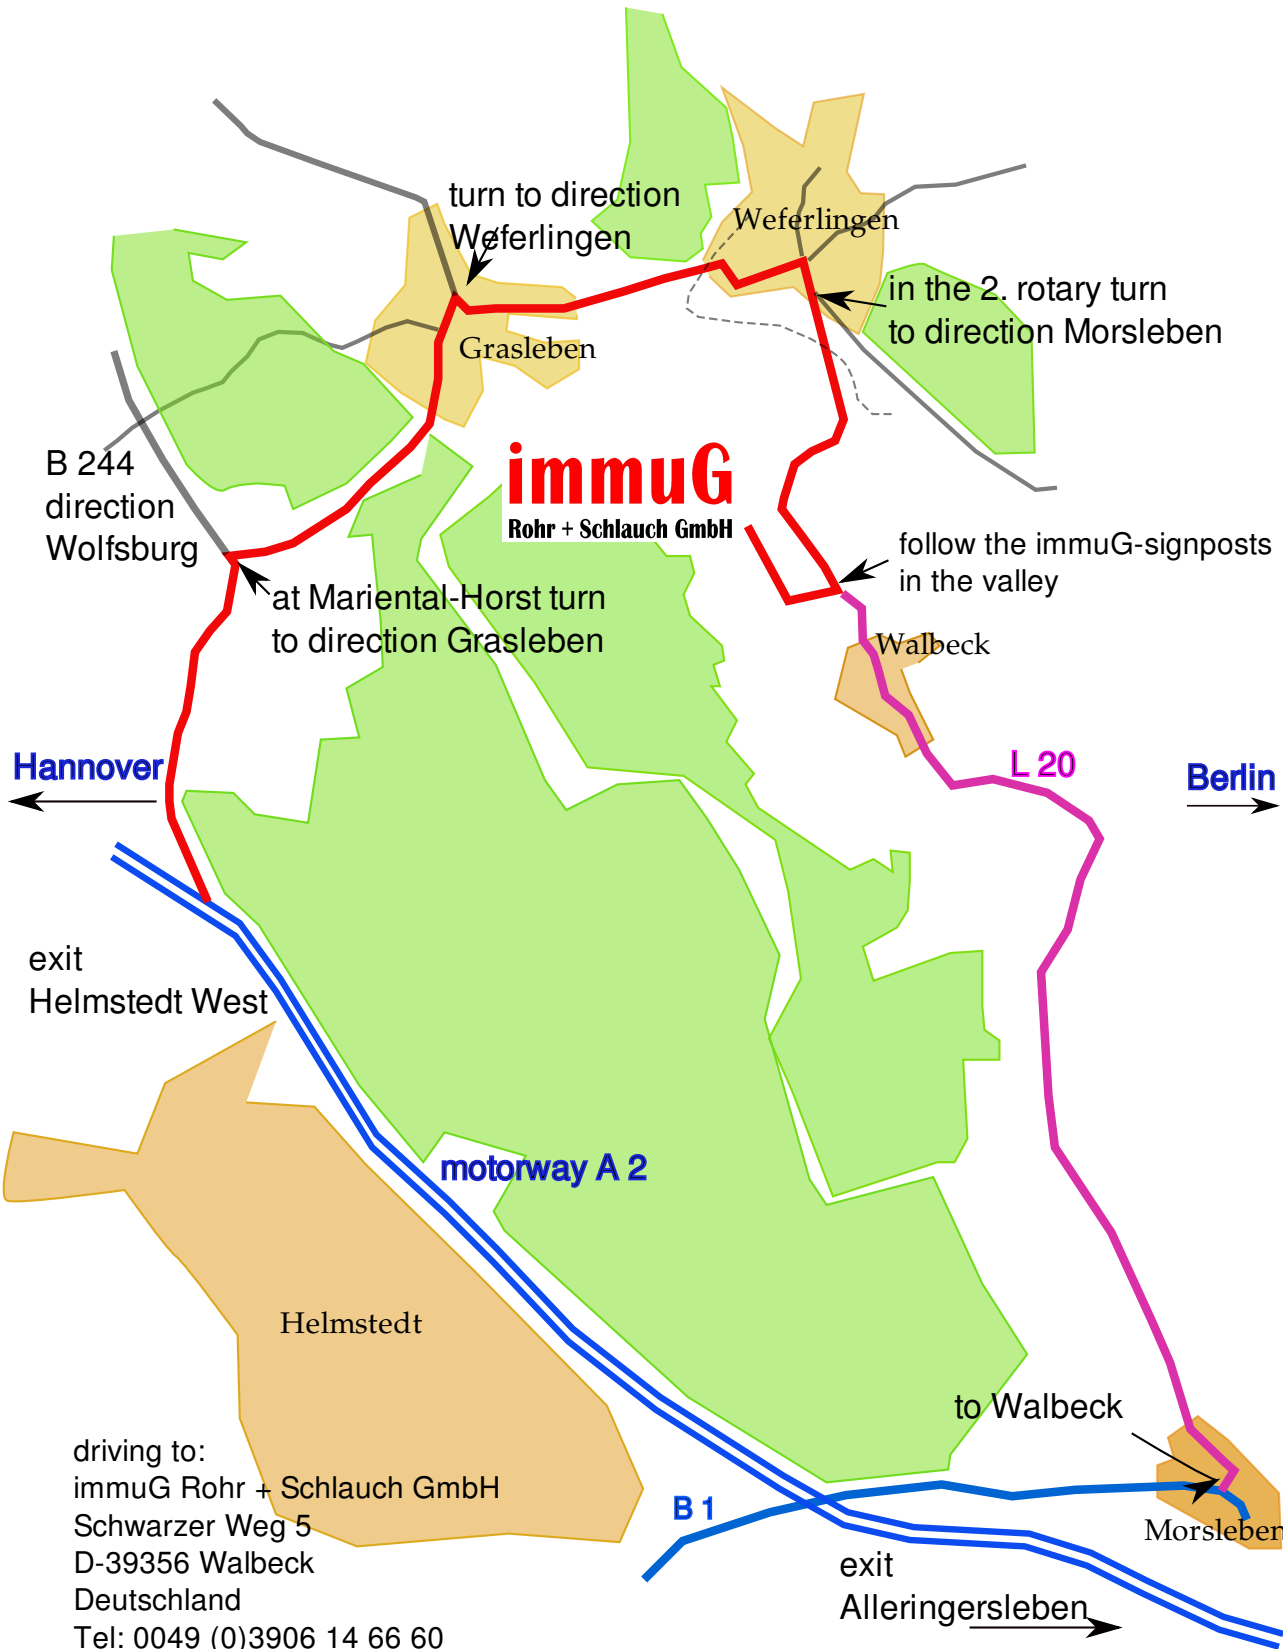 turn to direction
Weferlingen
Weferlingen
in the 2. rotary turn
to direction Morsleben
Grasleben
B 244
direction
Wolfsburg
immuG
Rohr + Schlauch GmbH
follow the immuG-signposts
in the valley
at Mariental-Horst turn
to direction Grasleben
Walbeck
Hannover
L 20
Berlin
exit
Helmstedt West
motorway A 2
Helmstedt
to Walbeck
driving to:
immuG Rohr + Schlauch GmbH
Schwarzer Weg 5
D-39356 Walbeck
Deutschland
Tel: 0049 (0)3906 14 66 60
B 1
Morsleben
exit
Alleringersleben